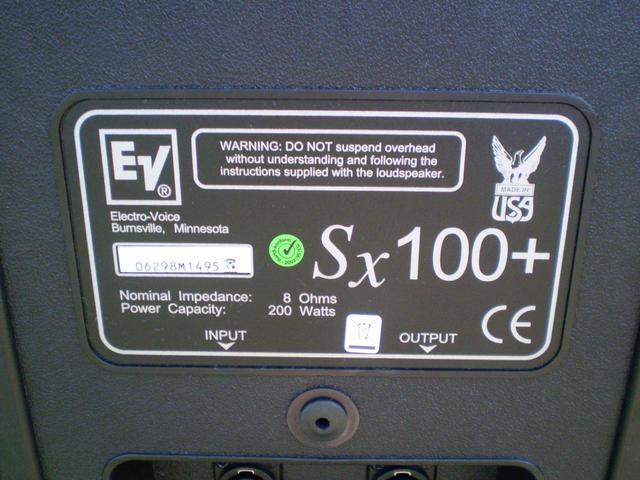 EV®
WARNING: DO NOT suspend overhead
without understanding and following the
instructions supplied with the loudspeaker.
MADE IN
USA
Electro-Voice
Burnsville, Minnesota
06298M1495
Sx100+
Nominal Impedance: 8 Ohms
Power Capacity: 200 Watts
INPUT
OUTPUT
CE